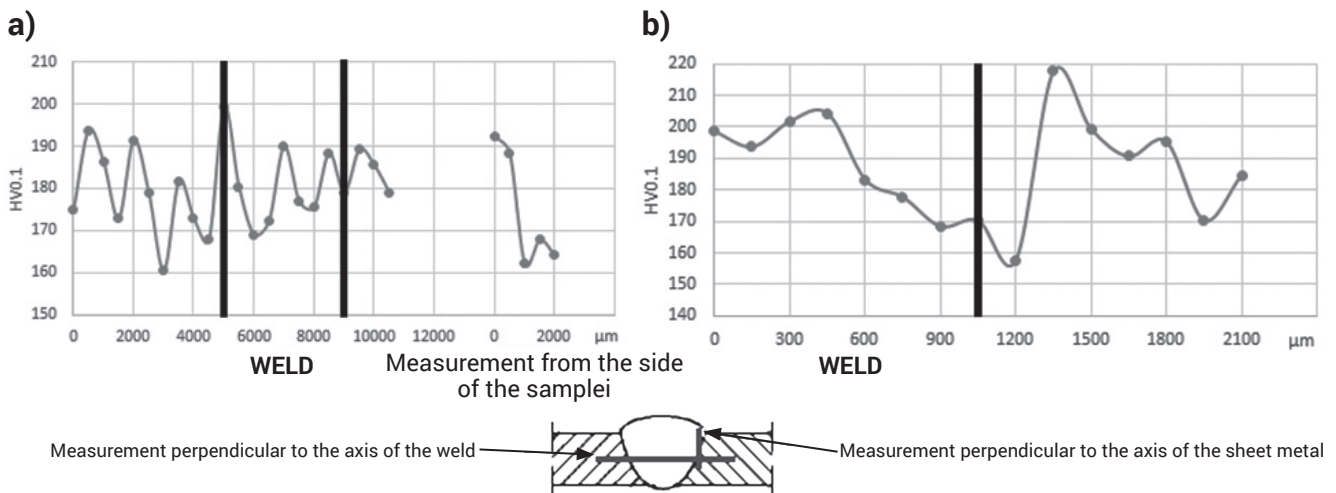 a)
210
200
190
180
170
160
150
HV0.1
0 2000 4000 6000 8000 10000 12000 0 2000 µm
WELD
Measurement from the side
of the samplei
b)
220
210
200
190
180
170
160
150
140
HV0.1
0 300 600 900 1200 1500 1800 2100 µm
WELD
Measurement perpendicular to the axis of the weld
Measurement perpendicular to the axis of the sheet metal